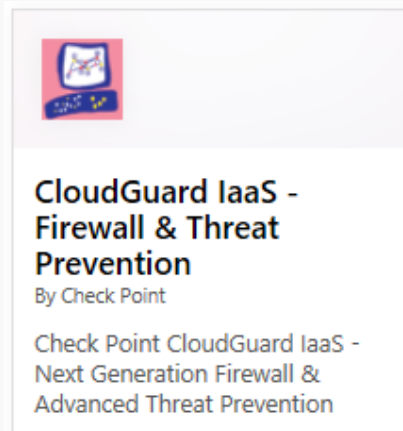 CloudGuard IaaS -
Firewall & Threat
Prevention
By Check Point
Check Point CloudGuard IaaS -
Next Generation Firewall &
Advanced Threat Prevention